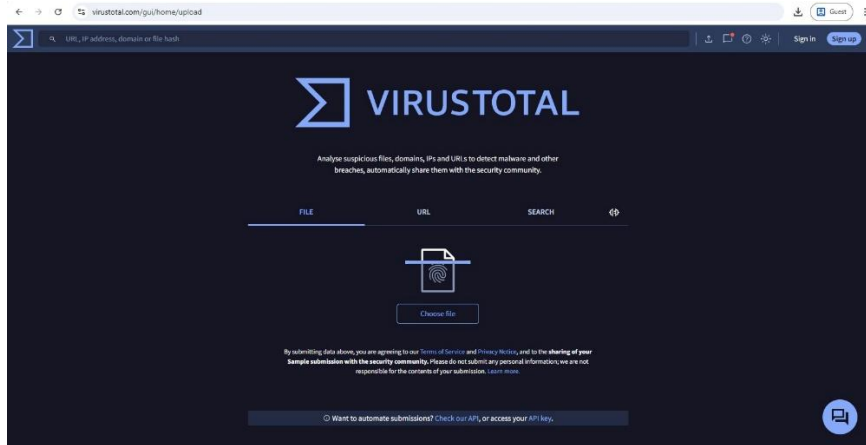 virustotal.com/gui/home/upload
Guest
URL, IP address, domain or file hash
Sign in
Sign up
VIRUSTOTAL
Analyse suspicious files, domains, IPs and URLs to detect malware and other
breaches, automatically share them with the security community.
FILE
URL
SEARCH
Choose file
By submitting data above, you are agreeing to our Terms of Service and Privacy Notice, and to the sharing of your
Sample submission with the security community. Please do not submit any personal information; we are not
responsible for the contents of your submission. Learn more.
Want to automate submissions? Check our API, or access your API key.